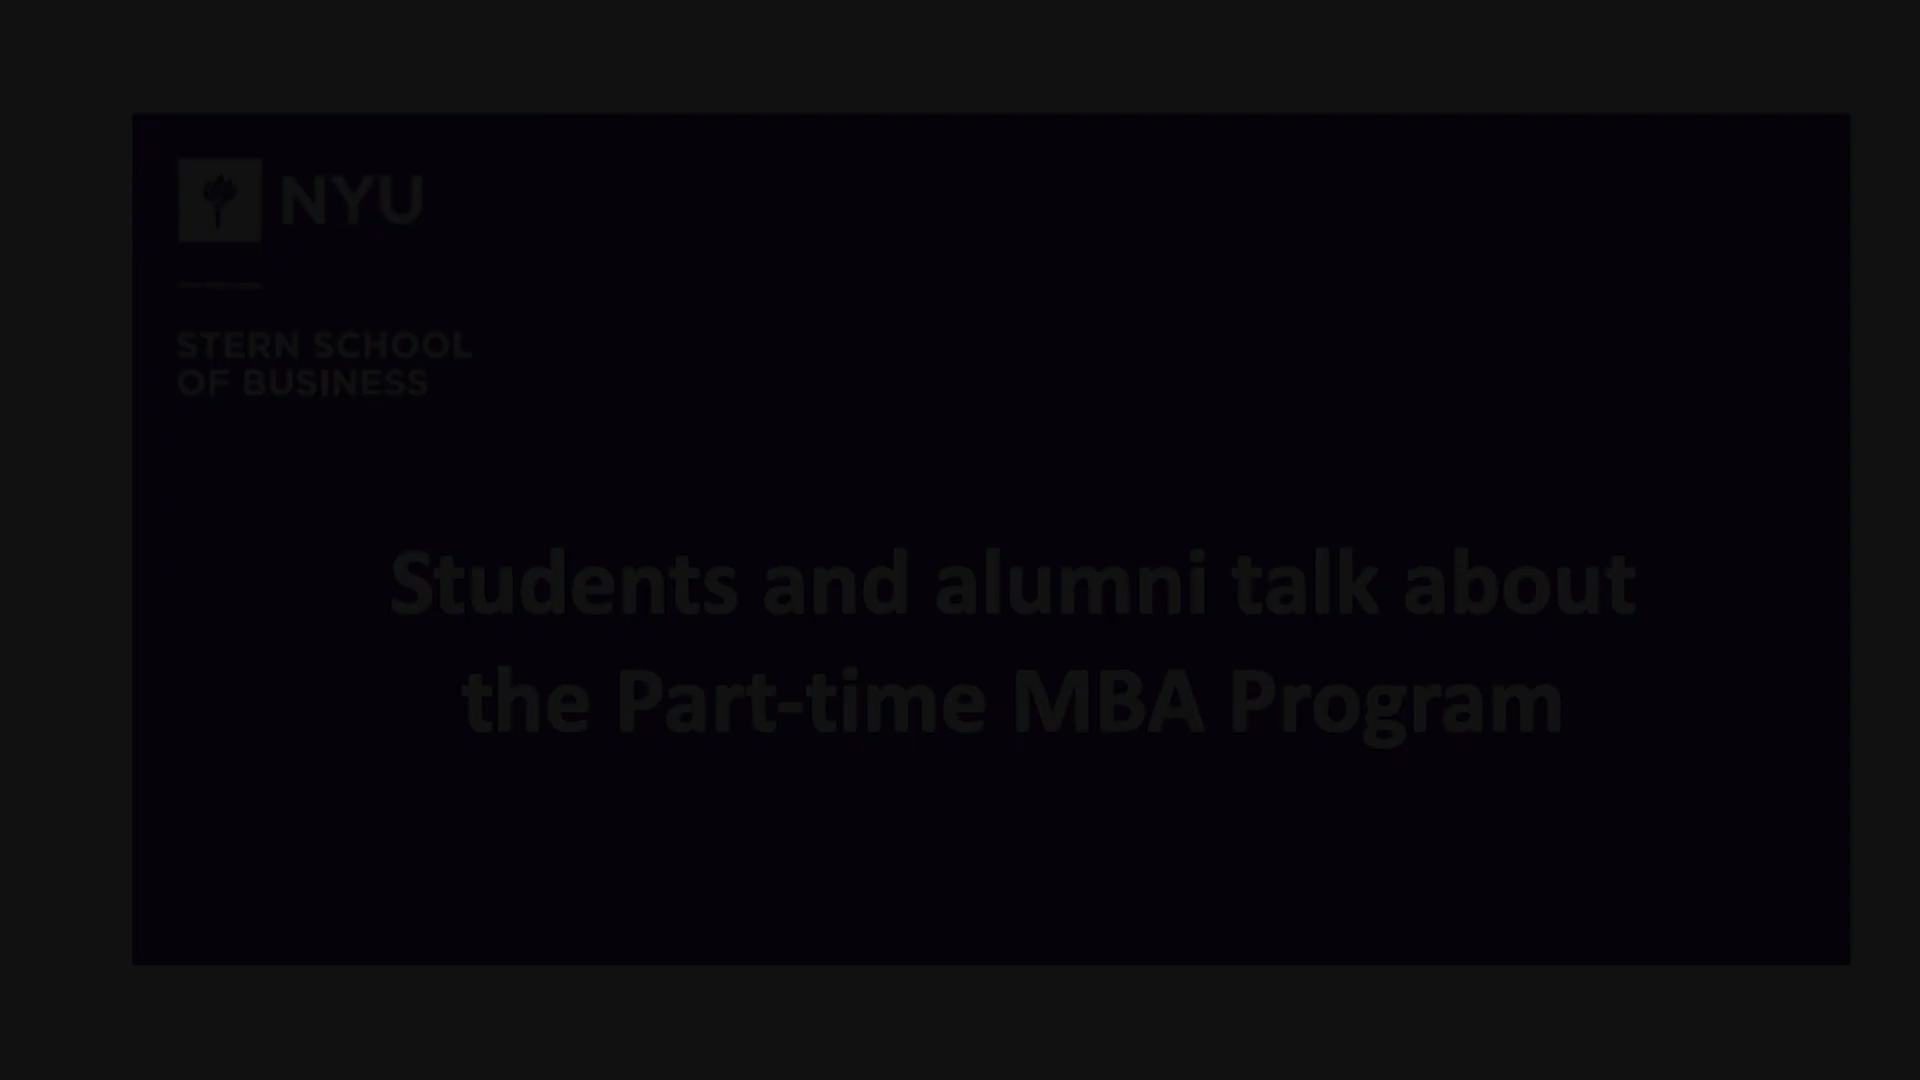 NYU
STERN SCHOOL
OF BUSINESS
Students and alumni talk about
the Part-time MBA Program